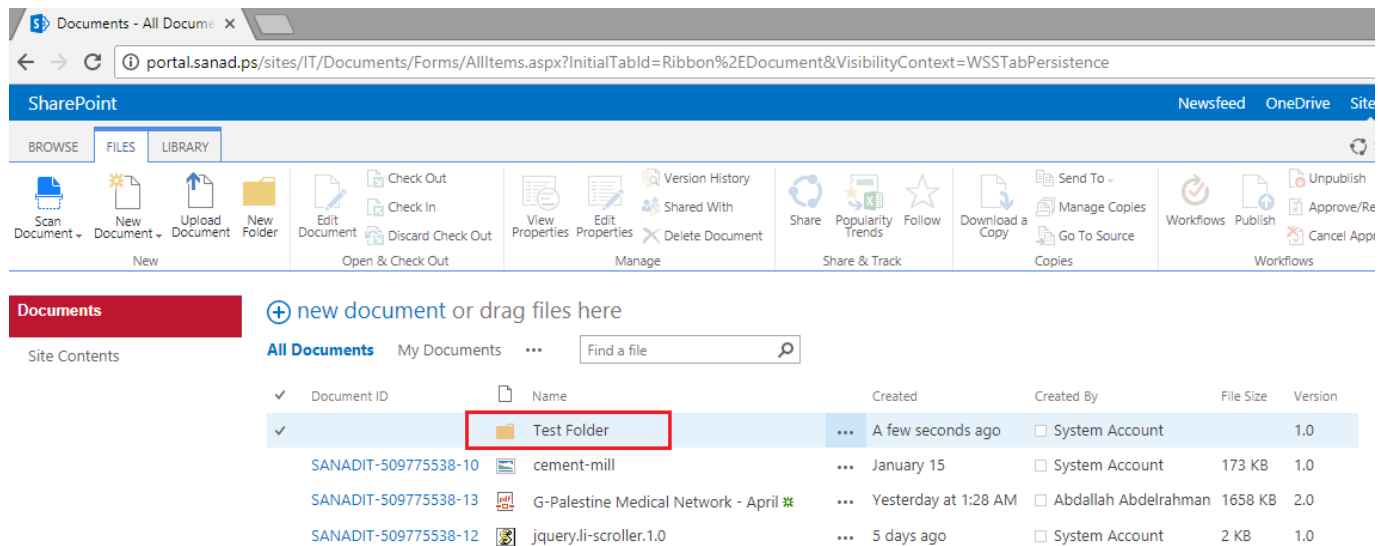 Documents - All Docume
portal.sanad.ps/sites/IT/Documents/Forms/AllItems.aspx?InitialTabId=Ribbon%2EDocument&VisibilityContext=WSSTabPersistence
SharePoint Newsfeed OneDrive Site
BROWSE FILES LIBRARY
Scan Document New Document Upload Document New Folder
New
Edit Document Check Out
Check In
Discard Check Out
Open & Check Out
View Properties Edit Properties Version History
Shared With
Delete Document
Manage
Share Popularity Trends Follow
Share & Track
Download a Copy Send To
Manage Copies
Go To Source
Copies
Workflows Publish Unpublish
Approve/Re
Cancel Appr
Workflows
Documents
Site Contents
new document or drag files here
All Documents My Documents ... Find a file
Document ID Name Created Created By File Size Version
Test Folder ... A few seconds ago System Account 1.0
SANADIT-509775538-10 cement-mill ... January 15 System Account 173 KB 1.0
SANADIT-509775538-13 pdf G-Palestine Medical Network - April ... Yesterday at 1:28 AM Abdallah Abdelrahman 1658 KB 2.0
SANADIT-509775538-12 jquery.li-scroller.1.0 ... 5 days ago System Account 2 KB 1.0